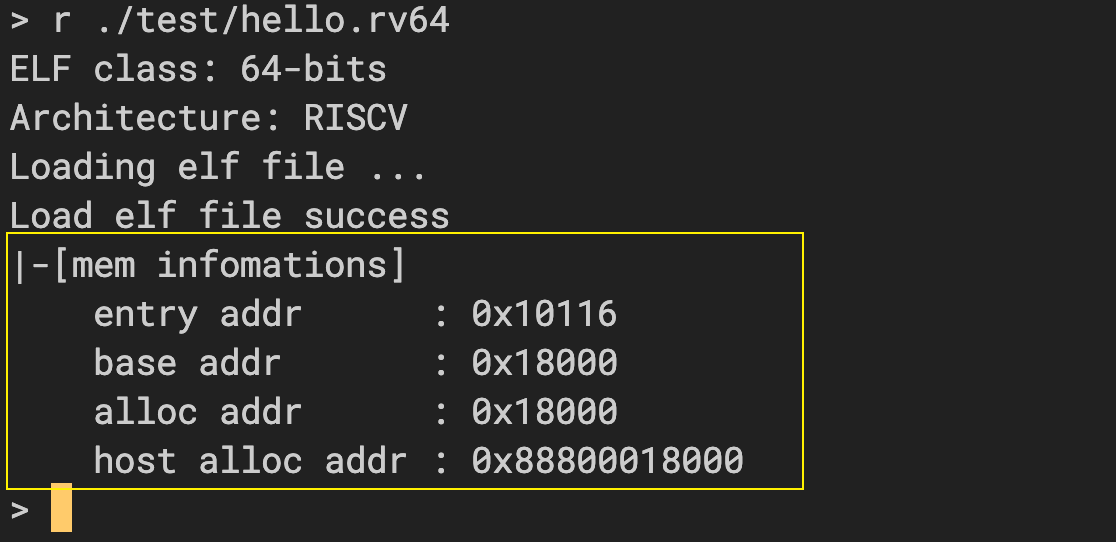 > r ./test/hello.rv64
ELF class: 64-bits
Architecture: RISCV
Loading elf file ...
Load elf file success
|-[mem infomations]
    entry addr      : 0x10116
    base addr       : 0x18000
    alloc addr      : 0x18000
    host alloc addr : 0x88800018000
>